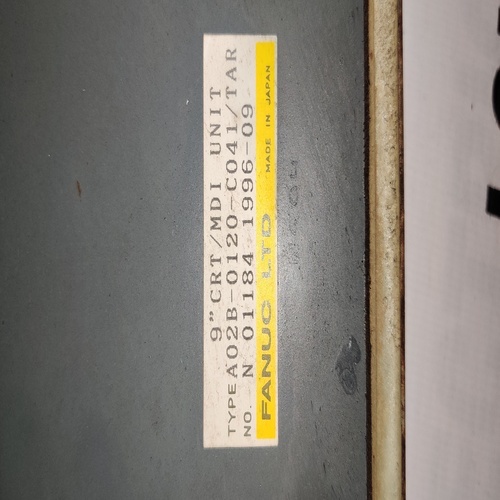 9”CRT/MDI UNIT
TYPE A02B-0120-C041/TAR
NO. N 01184 1996-09
FANUC LTD MADE IN JAPAN